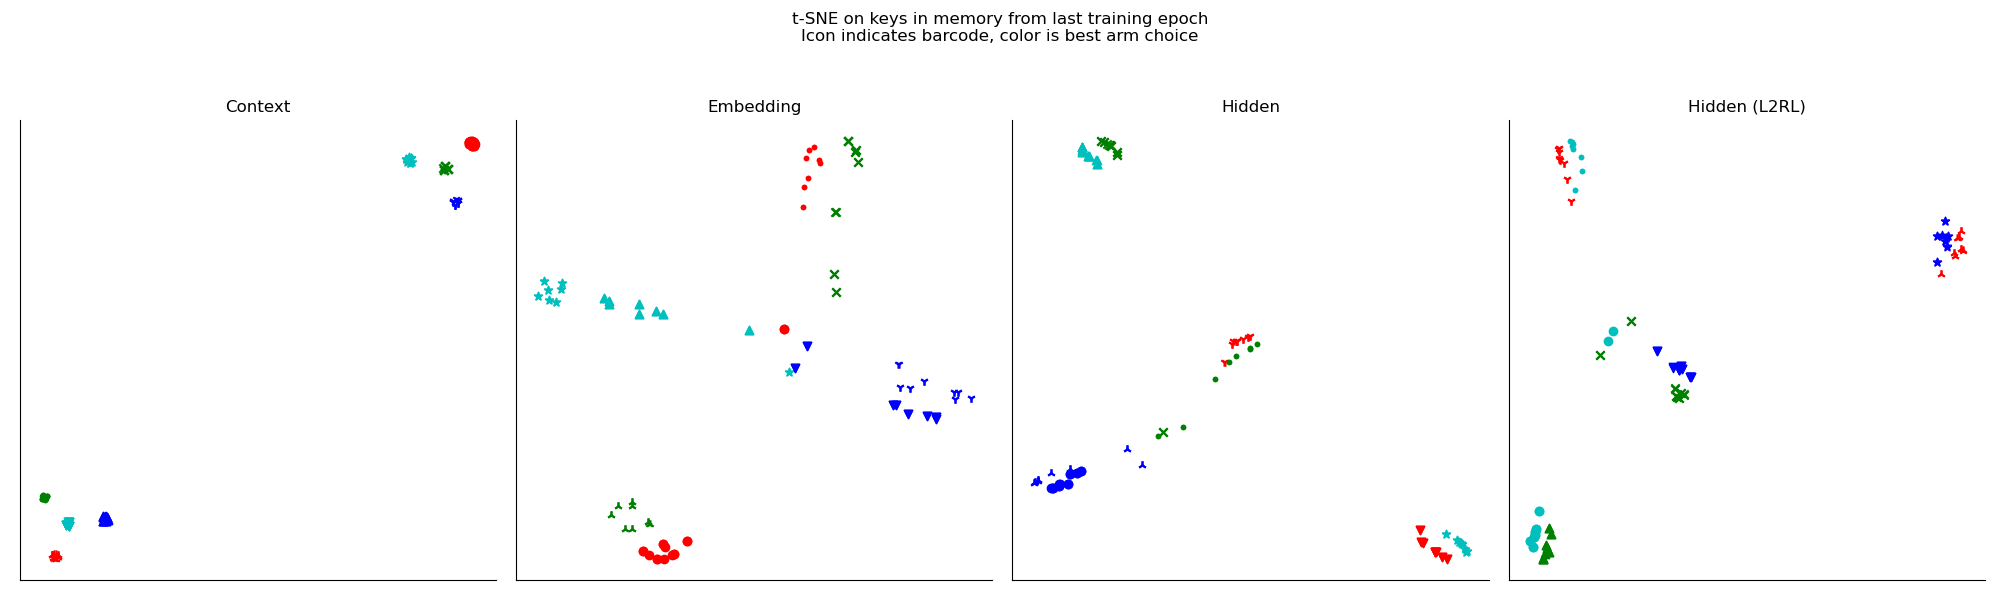 t-SNE on keys in memory from last training epoch
Icon indicates barcode, color is best arm choice
Context
Embedding
Hidden
Hidden (L2RL)